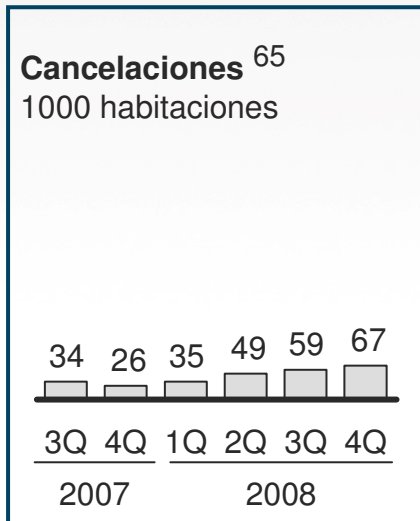 Cancelaciones 65
1000 habitaciones
34 26 35 49 59 67
3Q 4Q 1Q 2Q 3Q 4Q
2007 2008